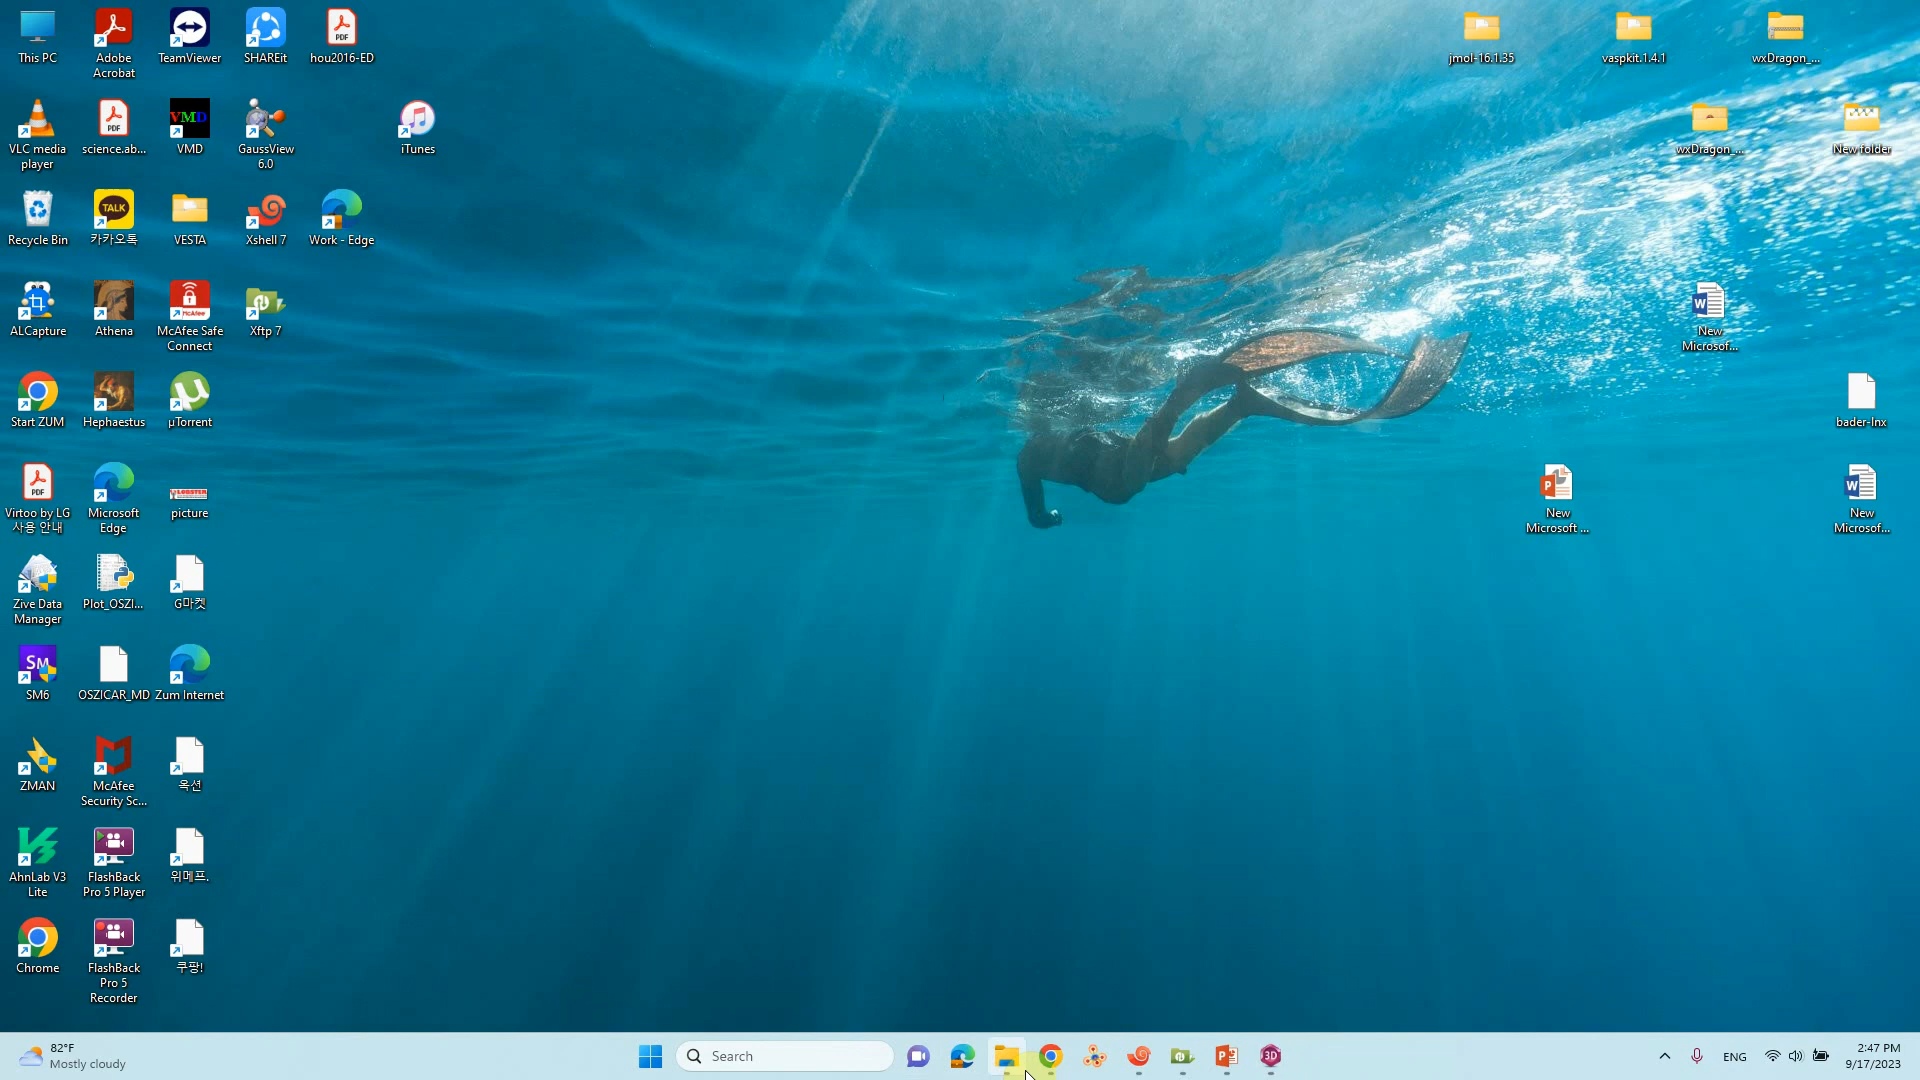 This PC
Adobe
Acrobat
TeamViewer
SHAREit
hou2016-ED
jmol-16.1.35
vaspkit.1.4.1
wxDragon_...
VLC media
player
science.ab...
VMD
GaussView
6.0
iTunes
wxDragon_...
New folder
Recycle Bin
카카오톡
VESTA
Xshell 7
Work - Edge
ALCapture
Athena
McAfee Safe
Connect
Xftp 7
New
Microsof...
Start ZUM
Hephaestus
µTorrent
bader-lnx
Virtoo by LG
사용 안내
Microsoft
Edge
picture
New
Microsoft ...
New
Microsof...
Zive Data
Manager
Plot_OSZI...
G마켓
SM6
OSZICAR_MD
Zum Internet
ZMAN
McAfee
Security Sc...
옥션
AhnLab V3
Lite
FlashBack
Pro 5 Player
위메프.
Chrome
FlashBack
Pro 5
Recorder
쿠팡!
82°F
Mostly cloudy
Search
ENG
2:47 PM
9/17/2023